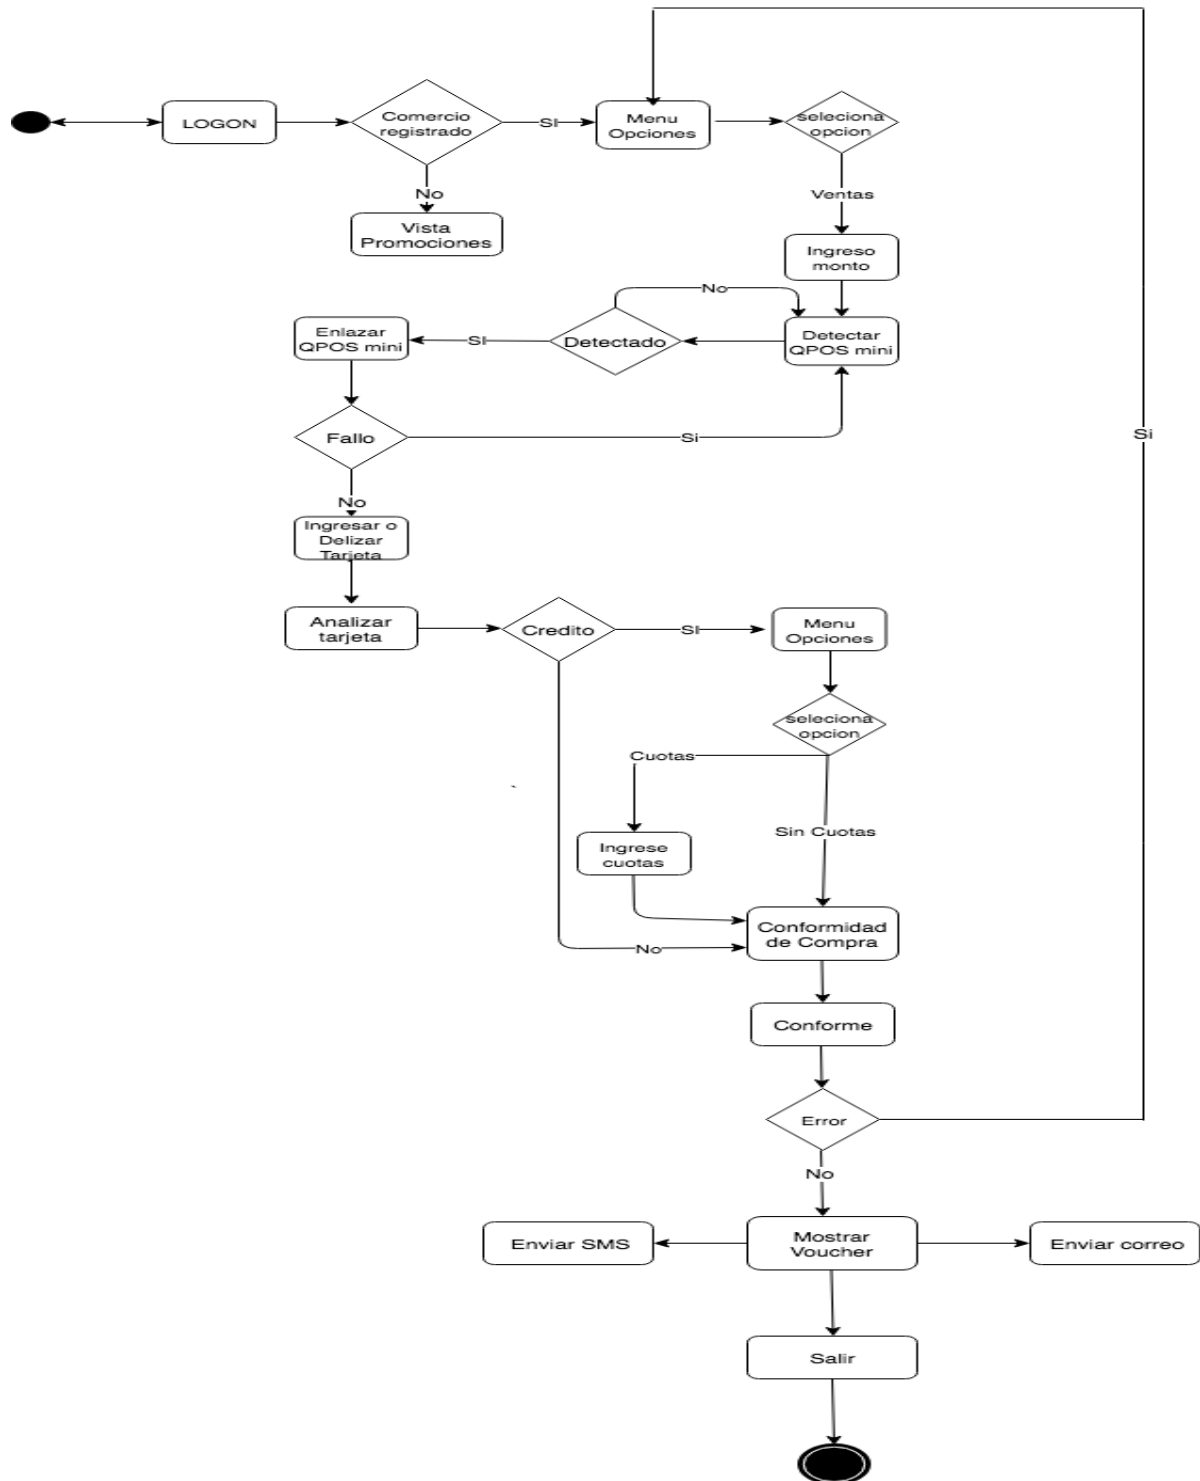 LOGON
Comercio
registrado
SI
Menu
Opciones
seleciona
opcion
No
Vista
Promociones
Ventas
Ingreso
monto
No
Enlazar
QPOS mini
SI
Detectado
Detectar
QPOS mini
Fallo
Si
Si
No
Ingresar o
Delizar
Tarjeta
Analizar
tarjeta
Credito
SI
Menu
Opciones
seleciona
opcion
Cuotas
Sin Cuotas
Ingrese
cuotas
Conformidad
de Compra
No
Conforme
Error
No
Enviar SMS
Mostrar
Voucher
Enviar correo
Salir